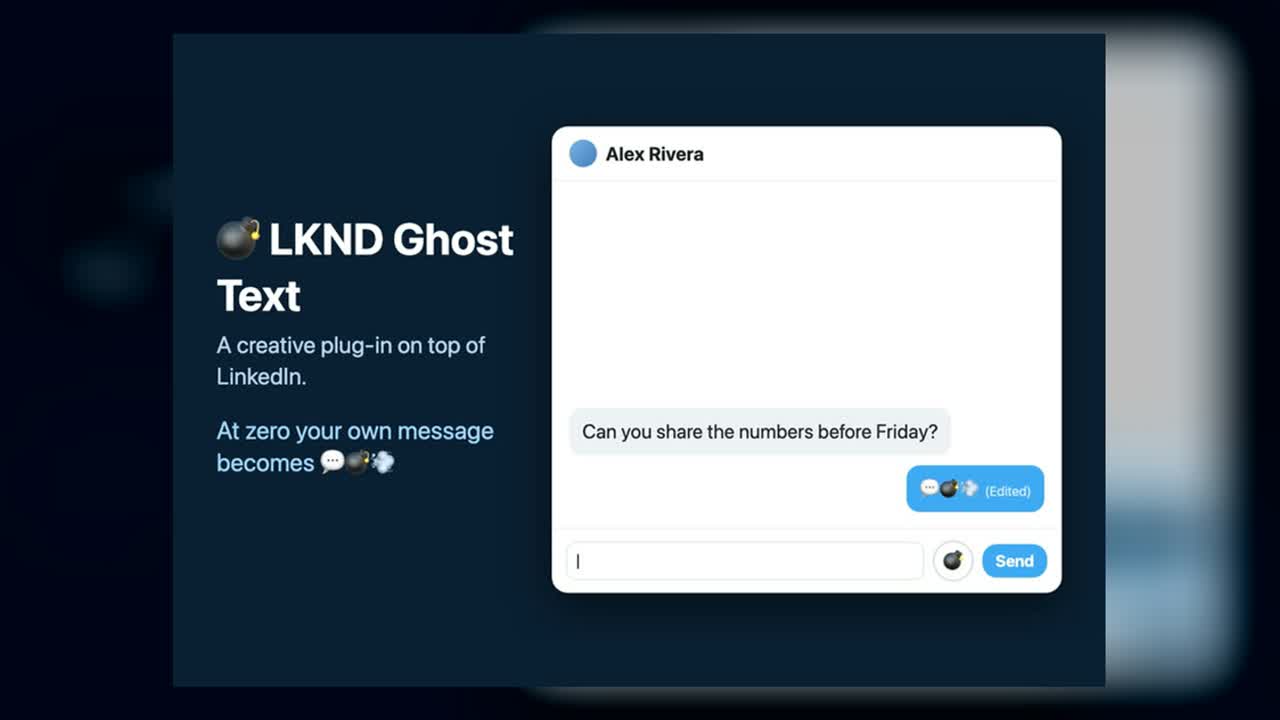 💣 LKND Ghost
Text
A creative plug-in on top of
LinkedIn.
At zero your own message
becomes 💬💣💨
Alex Rivera
Can you share the numbers before Friday?
💬💣💨 (Edited)
💣 Send